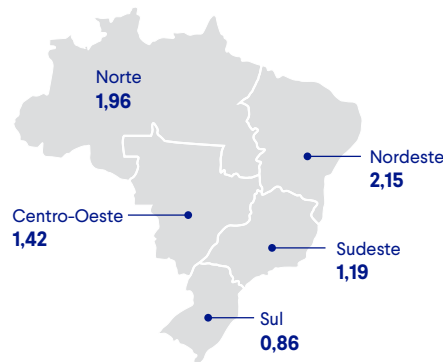 Norte
1,96
Nordeste
2,15
Centro-Oeste
1,42
Sudeste
1,19
Sul
0,86